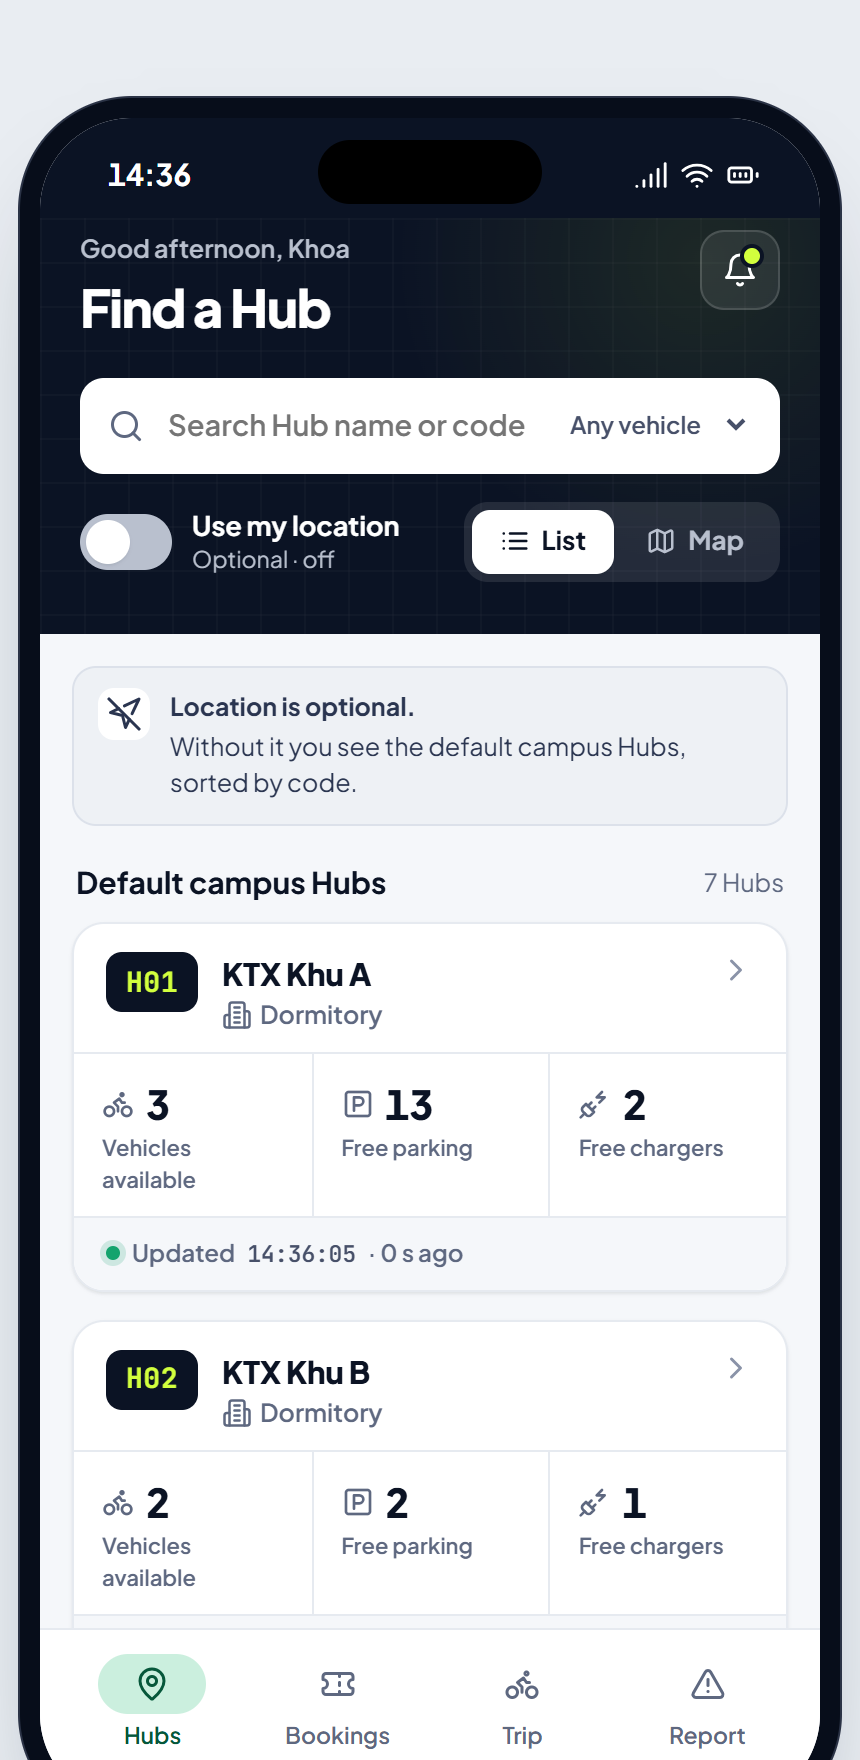 14:36
Good afternoon, Khoa
Find a Hub
Search Hub name or code
Any vehicle
Use my location
Optional · off
List
Map
Location is optional.
Without it you see the default campus Hubs,
sorted by code.
Default campus Hubs
7 Hubs
H01
KTX Khu A
Dormitory
3
Vehicles
available
P
13
Free parking
2
Free chargers
Updated 14:36:05 · 0 s ago
H02
KTX Khu B
Dormitory
2
Vehicles
available
P
2
Free parking
1
Free chargers
Hubs
Bookings
Trip
Report